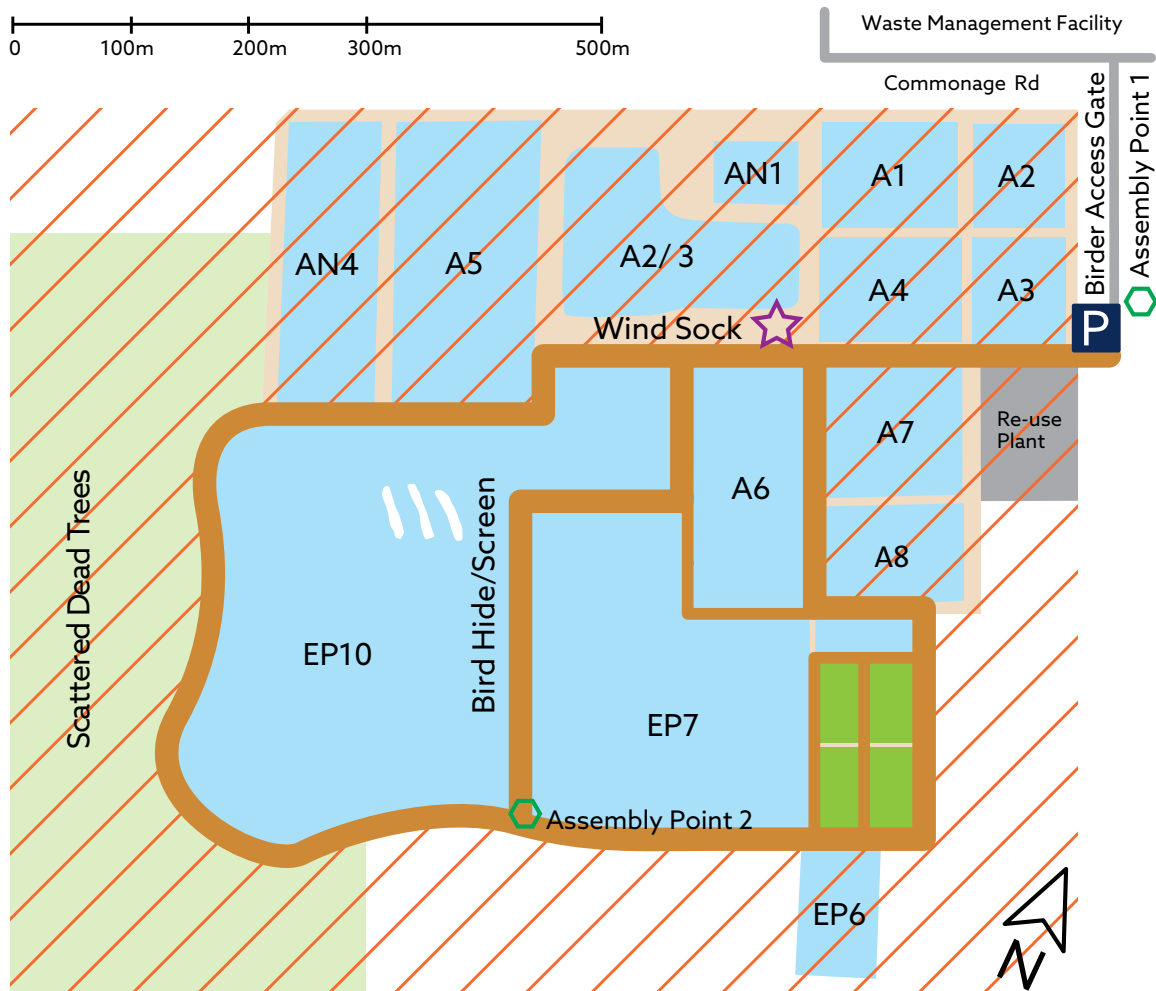 0
100m
200m
300m
500m
Waste Management Facility
Commonage Rd
Birder Access Gate
Assembly Point 1
AN1
A1
A2
AN4
A5
A2/ 3
A4
A3
Wind Sock
P
A7
Re-use
Plant
A6
A8
Scattered Dead Trees
Bird Hide/Screen
EP10
EP7
Assembly Point 2
EP6
N